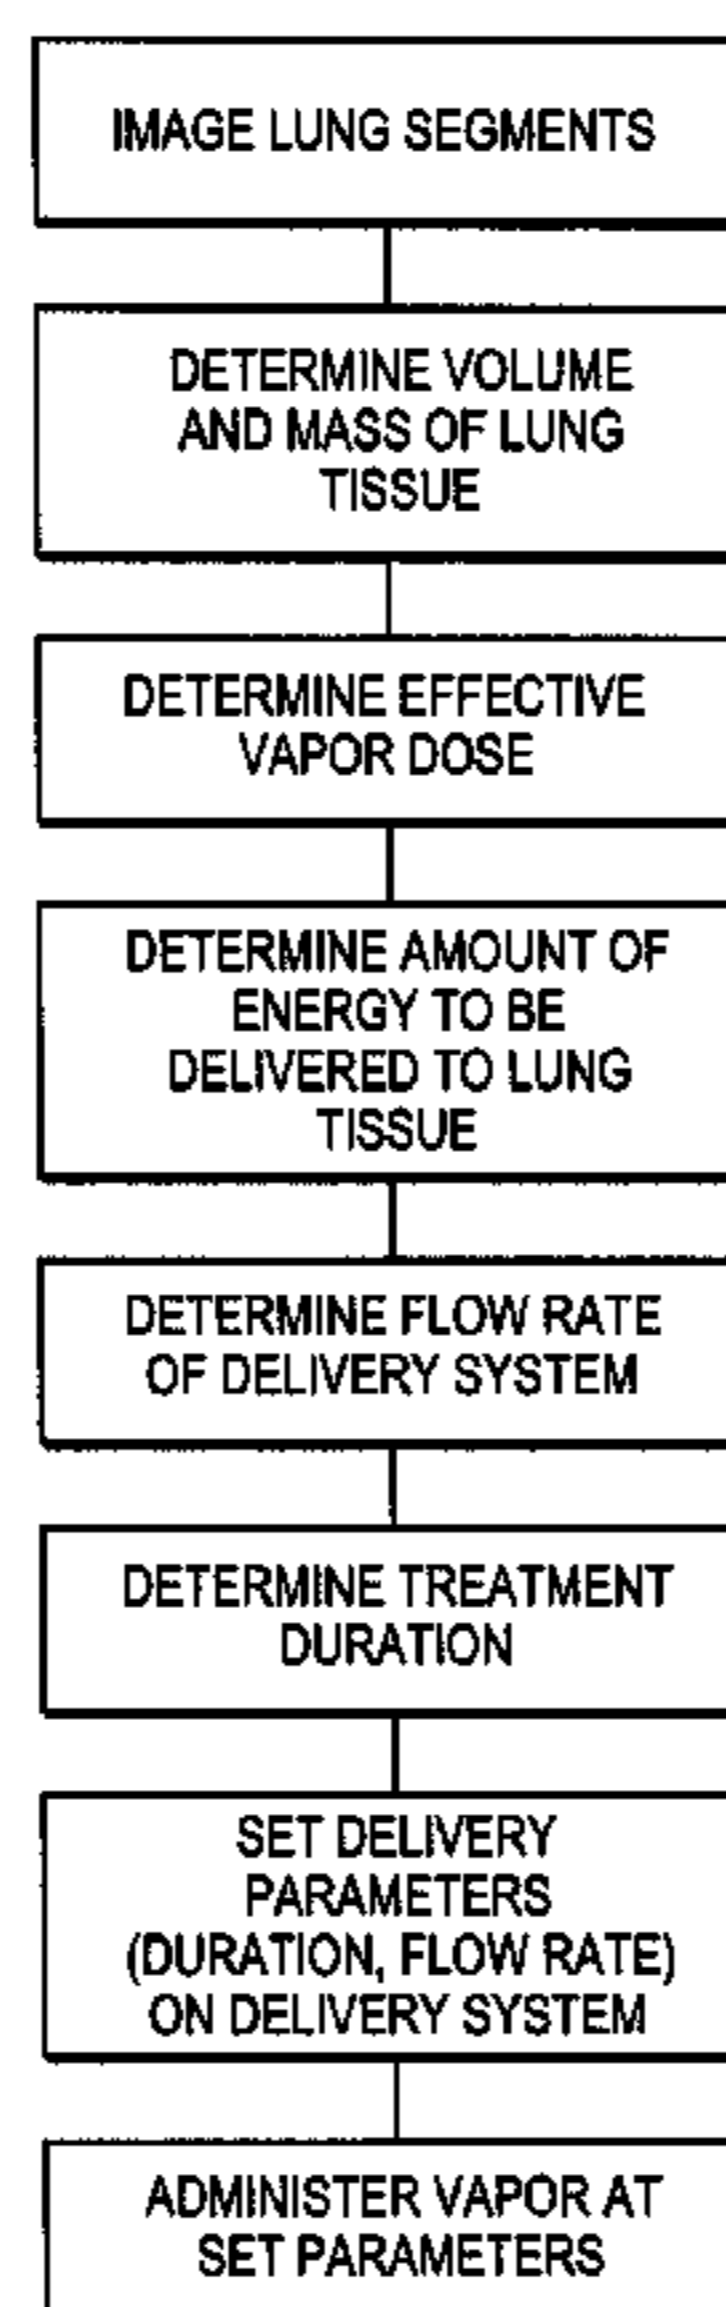 IMAGE LUNG SEGMENTS
DETERMINE VOLUME
AND MASS OF LUNG
TISSUE
DETERMINE EFFECTIVE
VAPOR DOSE
DETERMINE AMOUNT OF
ENERGY TO BE
DELIVERED TO LUNG
TISSUE
DETERMINE FLOW RATE
OF DELIVERY SYSTEM
DETERMINE TREATMENT
DURATION
SET DELIVERY
PARAMETERS
(DURATION, FLOW RATE)
ON DELIVERY SYSTEM
ADMINISTER VAPOR AT
SET PARAMETERS